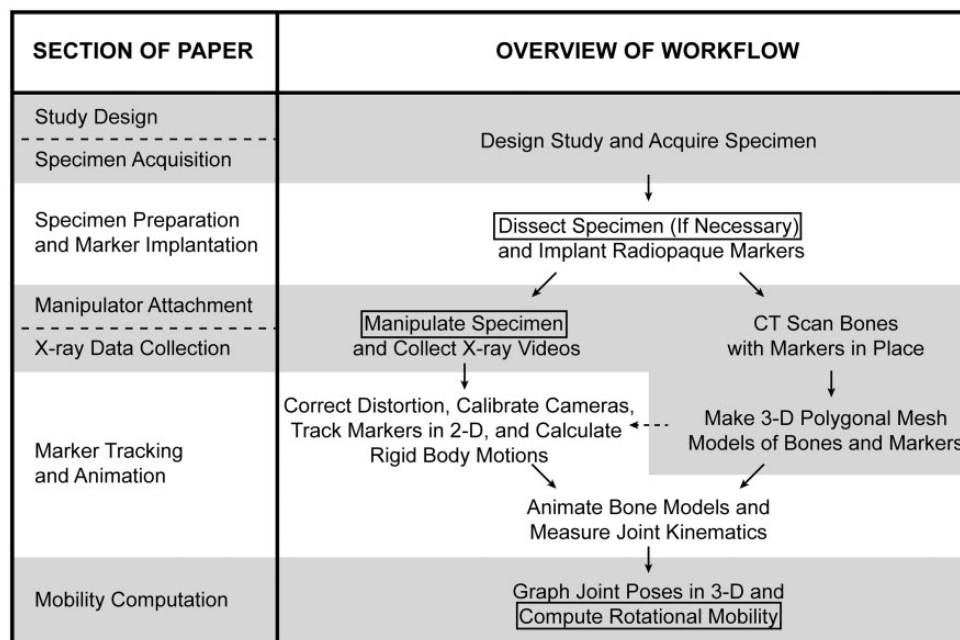 SECTION OF PAPER
OVERVIEW OF WORKFLOW
Study Design
Specimen Acquisition
Design Study and Acquire Specimen
Specimen Preparation
and Marker Implantation
Dissect Specimen (If Necessary)
and Implant Radiopaque Markers
Manipulator Attachment
X-ray Data Collection
Manipulate Specimen
and Collect X-ray Videos
CT Scan Bones
with Markers in Place
Marker Tracking
and Animation
Correct Distortion, Calibrate Cameras,
Track Markers in 2-D, and Calculate
Rigid Body Motions
Make 3-D Polygonal Mesh
Models of Bones and Markers
Animate Bone Models and
Measure Joint Kinematics
Mobility Computation
Graph Joint Poses in 3-D and
Compute Rotational Mobility